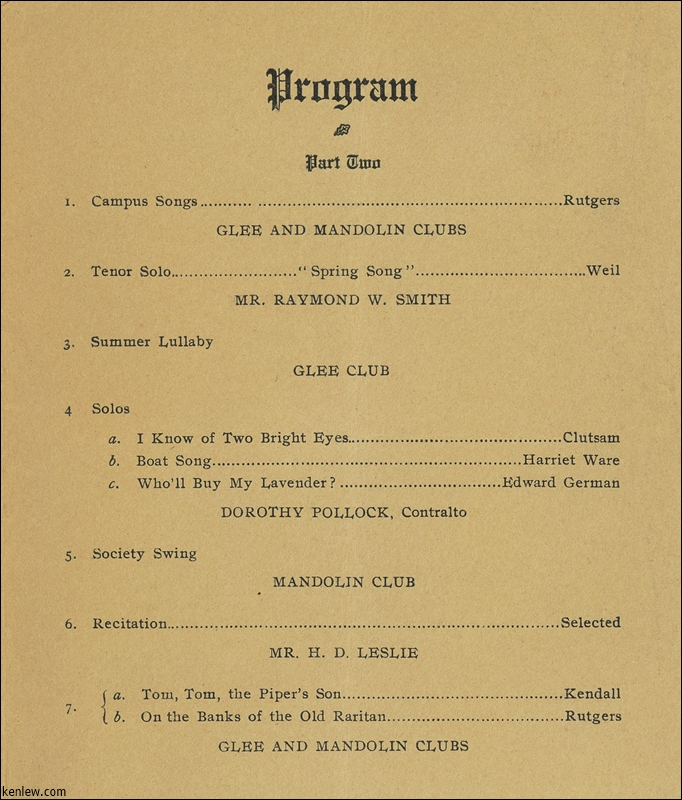 Program
Part Two
1. Campus Songs........... ..............................................................Rutgers
GLEE AND MANDOLIN CLUBS
2. Tenor Solo.........................."Spring Song"...................................Weil
MR. RAYMOND W. SMITH
3. Summer Lullaby
GLEE CLUB
4 Solos
a. I Know of Two Bright Eyes...........................................Clutsam
b. Boat Song...............................................................Harriet Ware
c. Who'll Buy My Lavender? .................................Edward German
DOROTHY POLLOCK, Contralto
5. Society Swing
MANDOLIN CLUB
6. Recitation................................................................................Selected
MR. H. D. LESLIE
7. { a. Tom, Tom, the Piper's Son.............................................Kendall
b. On the Banks of the Old Raritan....................................Rutgers
GLEE AND MANDOLIN CLUBS
kenlew.com